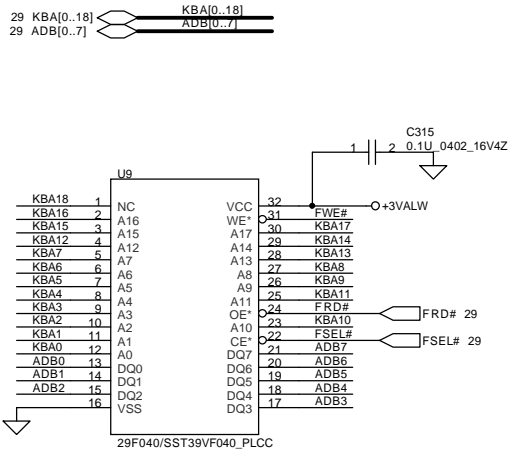 29 KBA[0..18] KBA[0..18]
29 ADB[0..7] ADB[0..7]
C315
1 2 0.1U_0402_16V4Z
U9
KBA18 1 NC VCC 32 +3VALW
KBA16 2 A16 WE* 31 FWE#
KBA15 3 A15 A17 30 KBA17
KBA12 4 A12 A14 29 KBA14
KBA7 5 A7 A13 28 KBA13
KBA6 6 A6 A8 27 KBA8
KBA5 7 A5 A9 26 KBA9
KBA4 8 A4 A11 25 KBA11
KBA3 9 A3 OE* 24 FRD# FRD# 29
KBA2 10 A2 A10 23 KBA10
KBA1 11 A1 CE* 22 FSEL# FSEL# 29
KBA0 12 A0 DQ7 21 ADB7
ADB0 13 DQ0 DQ6 20 ADB6
ADB1 14 DQ1 DQ5 19 ADB5
ADB2 15 DQ2 DQ4 18 ADB4
16 VSS DQ3 17 ADB3
29F040/SST39VF040_PLCC